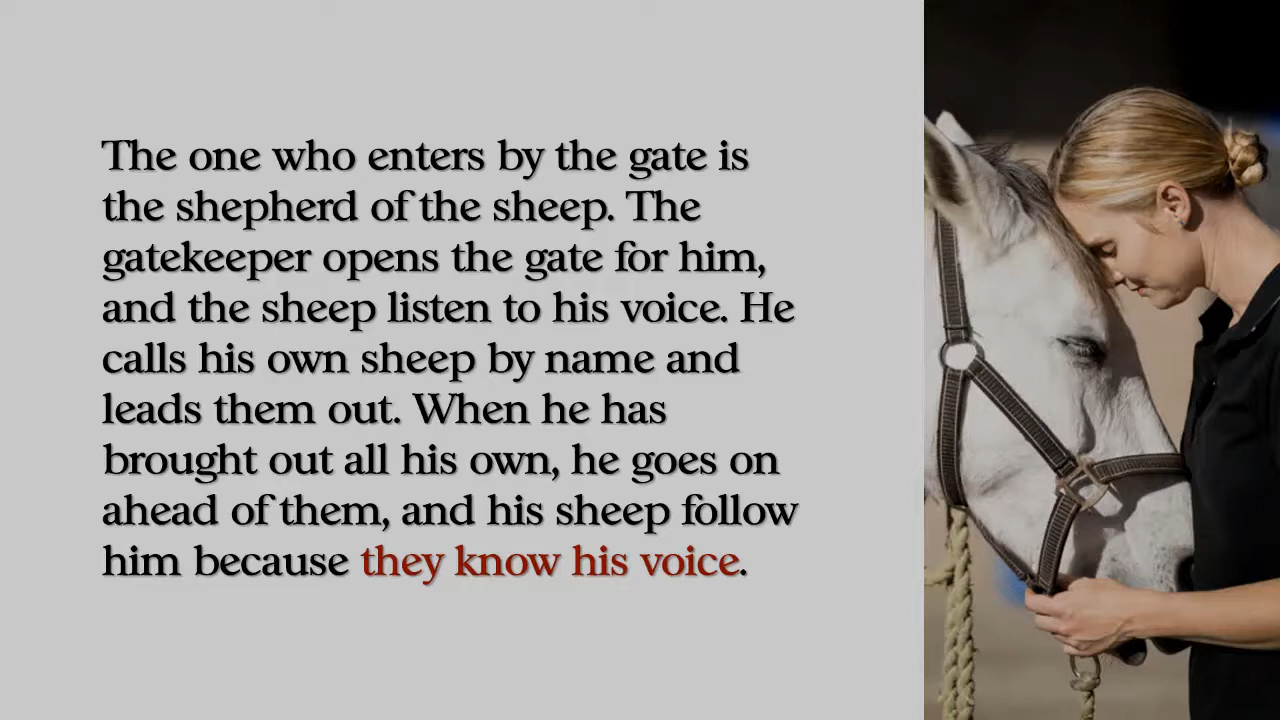 The one who enters by the gate is
the shepherd of the sheep. The
gatekeeper opens the gate for him,
and the sheep listen to his voice. He
calls his own sheep by name and
leads them out. When he has
brought out all his own, he goes on
ahead of them, and his sheep follow
him because they know his voice.